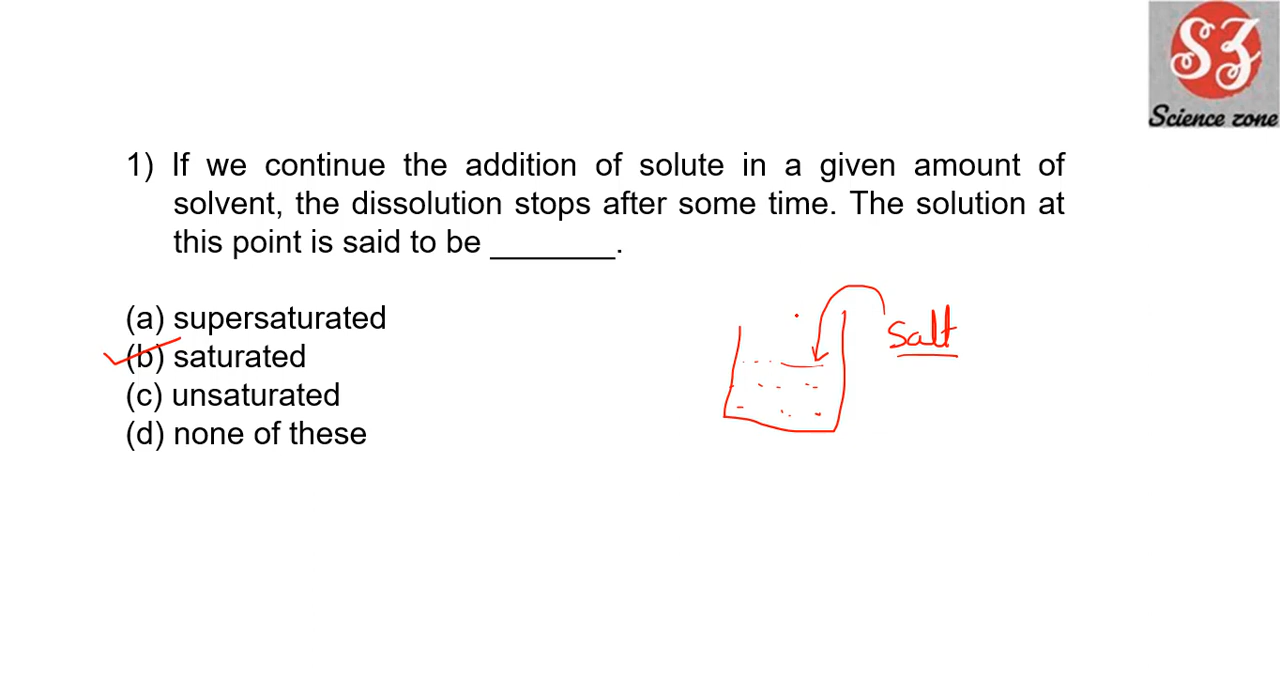 SZ
Science zone
1) If we continue the addition of solute in a given amount of
solvent, the dissolution stops after some time. The solution at
this point is said to be ________.
(a) supersaturated
(b) saturated
(c) unsaturated
(d) none of these
Salt